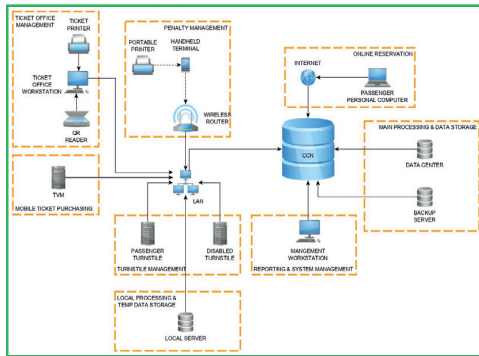 TICKET OFFICE
MANAGEMENT
TICKET
PRINTER
TICKET
OFFICE
WORKSTATION
QR
READER
PENALTY MANAGEMENT
PORTABLE
PRINTER
HANDHELD
TERMINAL
WIRELESS
ROUTER
ONLINE RESERVATION
INTERNET
PASSENGER
PERSONAL COMPUTER
MAIN PROCESSING & DATA STORAGE
CCN
DATA CENTER
BACKUP
SERVER
TVM
MOBILE TICKET PURCHASING
LAN
PASSENGER
TURNSTILE
DISABLED
TURNSTILE
TURNSTILE MANAGEMENT
MANGEMENT
WORKSTATION
REPORTING & SYSTEM MANAGEMENT
LOCAL PROCESSING &
TEMP DATA STORAGE
LOCAL SERVER